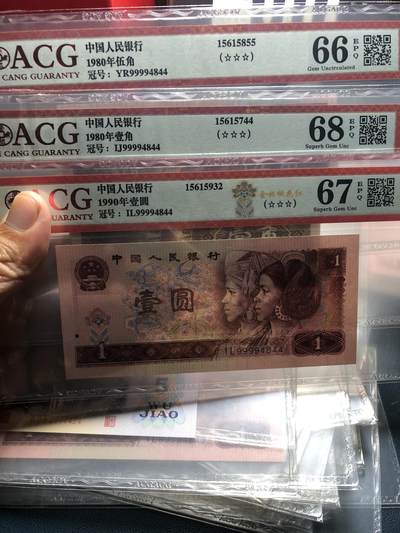 ACG
CANG GUARANTY
中国人民银行
1980年伍角
冠号：YR99994844
15615855
(☆☆☆)
66 EPQ
Gem Uncirculated
ACG
CANG GUARANTY
中国人民银行
1980年壹角
冠号：IJ99994844
15615744
(☆☆☆)
68 EPQ
Superb Gem Unc
ACG
CANG GUARANTY
中国人民银行
1990年壹圆
冠号：IL99994844
15615932
(☆☆☆)
67 EPQ
Superb Gem Unc
中国人民银行
壹圆
1
IL99994844
1
1
5
WU
JIAO